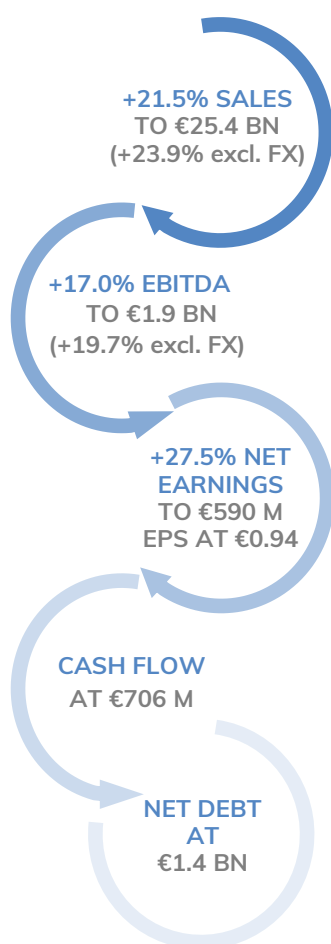 +21.5% SALES
TO €25.4 BN
(+23.9% excl. FX)
+17.0% EBITDA
TO €1.9 BN
(+19.7% excl. FX)
+27.5% NET
EARNINGS
TO €590 M
EPS AT €0.94
CASH FLOW
AT €706 M
NET DEBT
AT
€1.4 BN